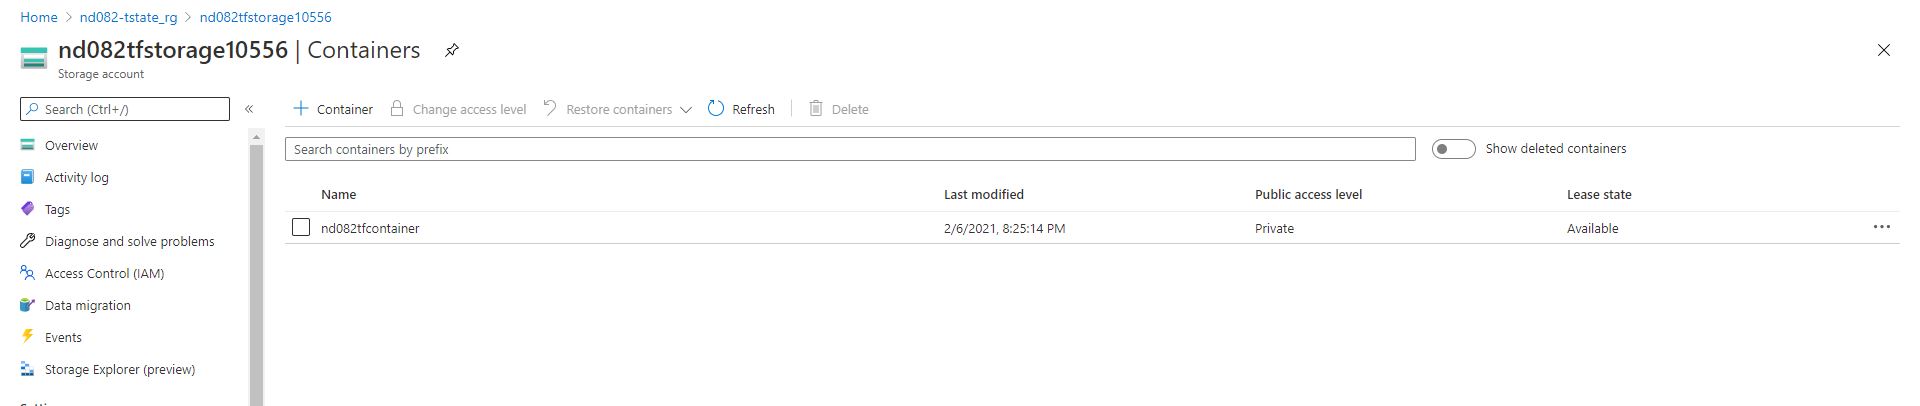 Home > nd082-tstate_rg > nd082tfstorage10556
nd082tfstorage10556 | Containers
Storage account
Search (Ctrl+/) «
Overview
Activity log
Tags
Diagnose and solve problems
Access Control (IAM)
Data migration
Events
Storage Explorer (preview)
+ Container Change access level Restore containers Refresh Delete
Search containers by prefix Show deleted containers
Name Last modified Public access level Lease state
nd082tfcontainer 2/6/2021, 8:25:14 PM Private Available ...